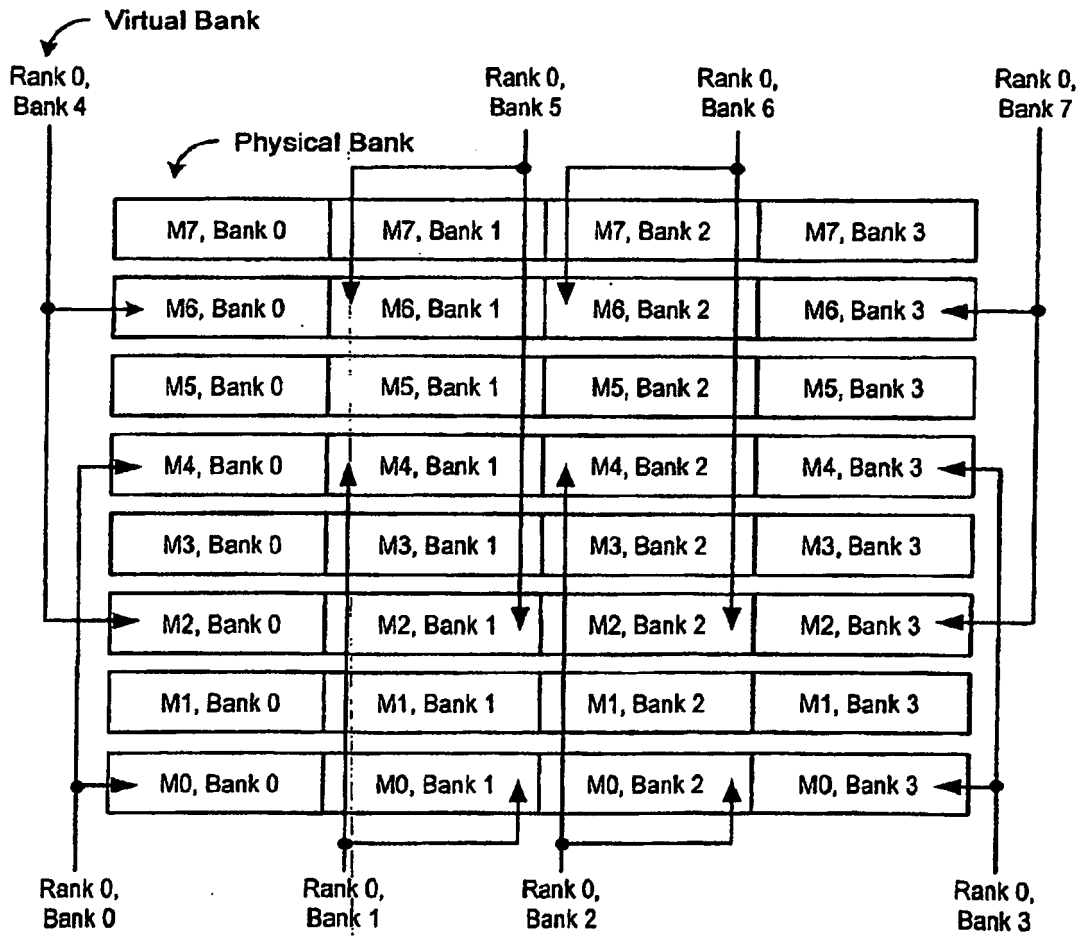 Virtual Bank
Rank 0,
Bank 4
Rank 0,
Bank 5
Rank 0,
Bank 6
Rank 0,
Bank 7
Physical Bank
M7, Bank 0
M7, Bank 1
M7, Bank 2
M7, Bank 3
M6, Bank 0
M6, Bank 1
M6, Bank 2
M6, Bank 3
M5, Bank 0
M5, Bank 1
M5, Bank 2
M5, Bank 3
M4, Bank 0
M4, Bank 1
M4, Bank 2
M4, Bank 3
M3, Bank 0
M3, Bank 1
M3, Bank 2
M3, Bank 3
M2, Bank 0
M2, Bank 1
M2, Bank 2
M2, Bank 3
M1, Bank 0
M1, Bank 1
M1, Bank 2
M1, Bank 3
M0, Bank 0
M0, Bank 1
M0, Bank 2
M0, Bank 3
Rank 0,
Bank 0
Rank 0,
Bank 1
Rank 0,
Bank 2
Rank 0,
Bank 3